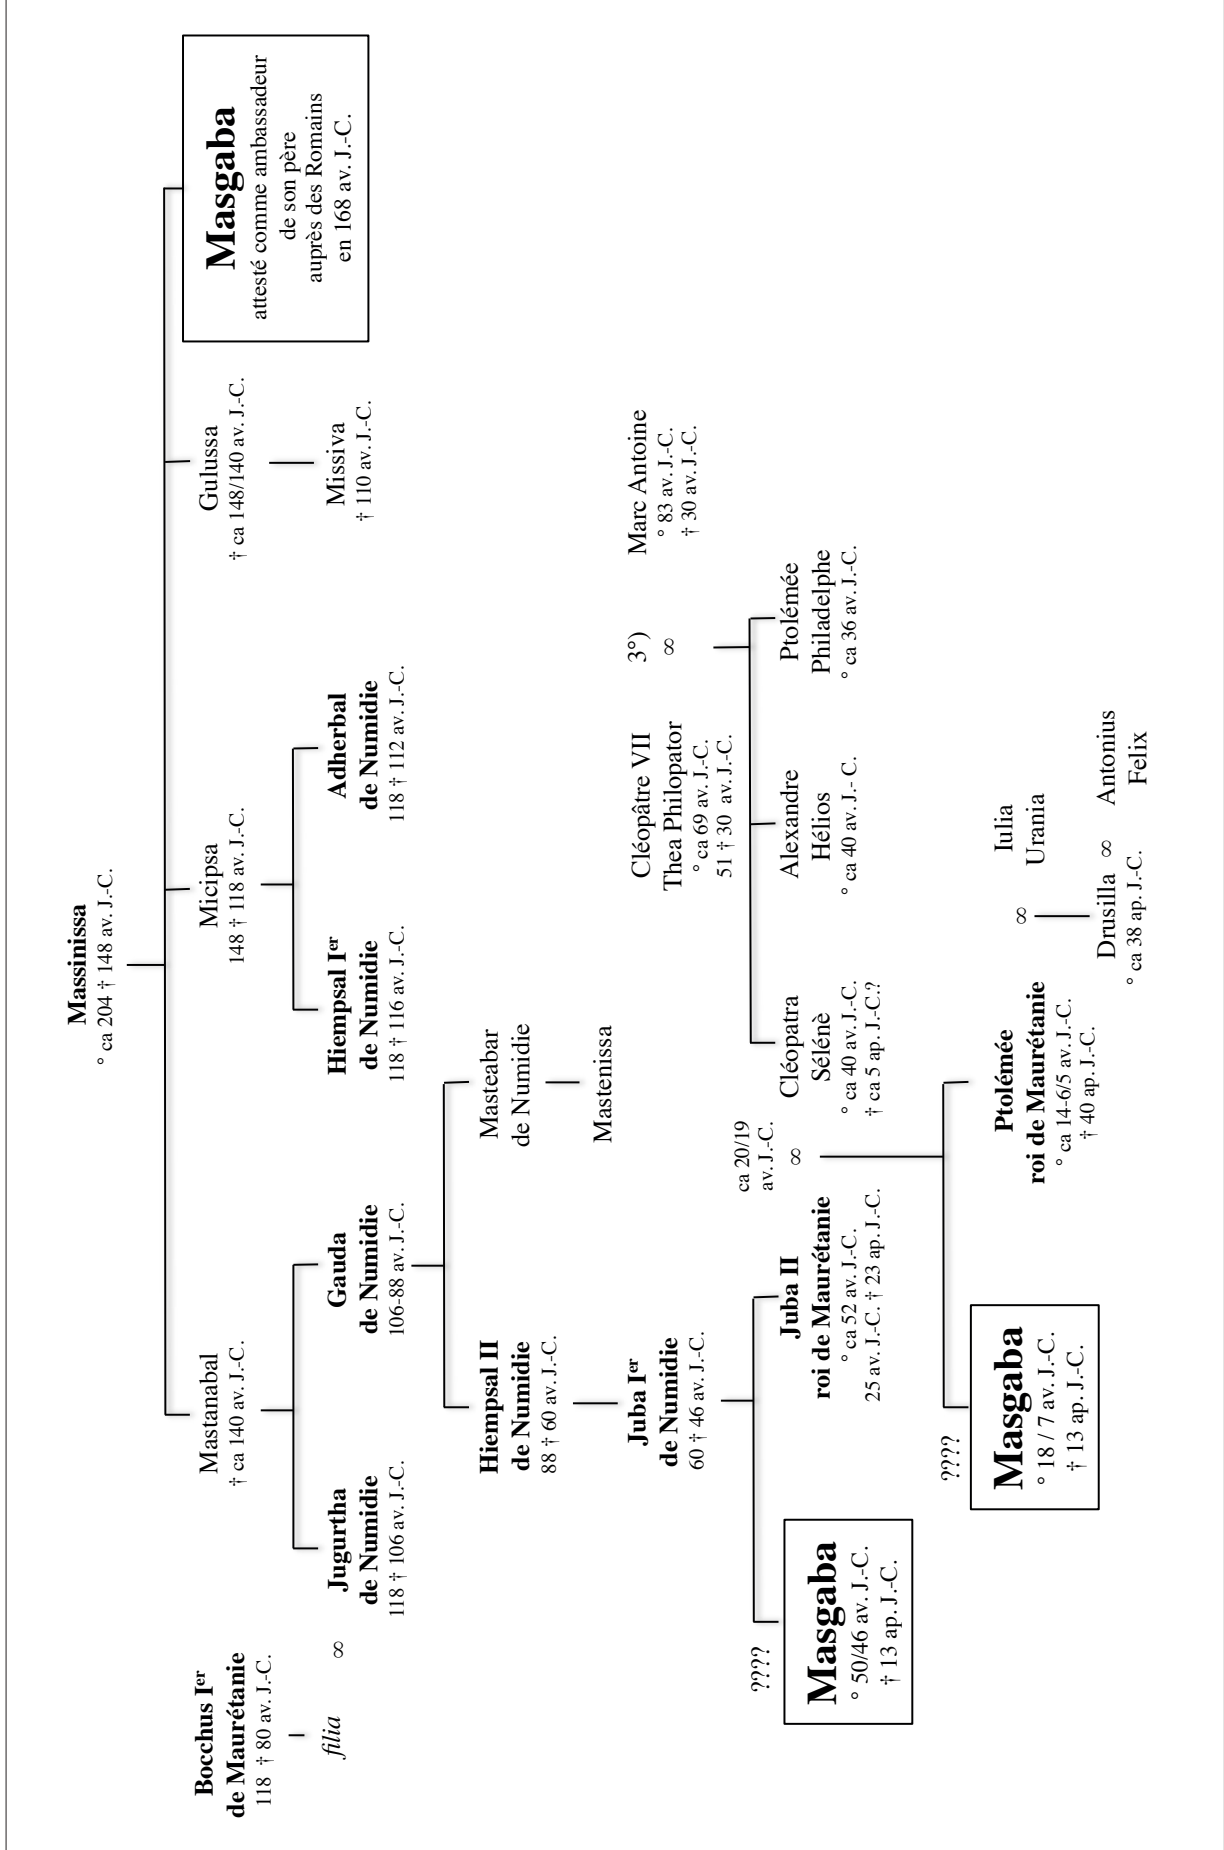 Massinissa
° ca 204 † 148 av. J.-C.
Bocchus Ier
de Maurétanie
118 † 80 av. J.-C.
filia
∞
Mastanabal
† ca 140 av. J.-C.
Micipsa
148 † 118 av. J.-C.
Gulussa
† ca 148/140 av. J.-C.
Masgaba
attesté comme ambassadeur
de son père
auprès des Romains
en 168 av. J.-C.
Jugurtha
de Numidie
118 † 106 av. J.-C.
Gauda
de Numidie
106-88 av. J.-C.
Hiempsal Ier
de Numidie
118 † 116 av. J.-C.
Adherbal
de Numidie
118 † 112 av. J.-C.
Missiva
† 110 av. J.-C.
Hiempsal II
de Numidie
88 † 60 av. J.-C.
Masteabar
de Numidie
Mastenissa
Juba Ier
de Numidie
60 † 46 av. J.-C.
Cléopâtre VII
Thea Philopator
° ca 69 av. J.-C.
51 † 30 av. J.-C.
3°)
∞
Marc Antoine
° 83 av. J.-C.
† 30 av. J.-C.
????
Masgaba
° 50/46 av. J.-C.
† 13 ap. J.-C.
Juba II
roi de Maurétanie
° ca 52 av. J.-C.
25 av. J.-C. † 23 ap. J.-C.
ca 20/19
av. J.-C.
∞
Cléopatra
Sélénè
° ca 40 av. J.-C.
† ca 5 ap. J.-C.?
Alexandre
Hélios
° ca 40 av. J.- C.
Ptolémée
Philadelphe
° ca 36 av. J.-C.
????
Masgaba
° 18 / 7 av. J.-C.
† 13 ap. J.-C.
Ptolémée
roi de Maurétanie
° ca 14-6/5 av. J.-C.
† 40 ap. J.-C.
∞
Iulia
Urania
Drusilla ∞ Antonius
Felix
° ca 38 ap. J.-C.